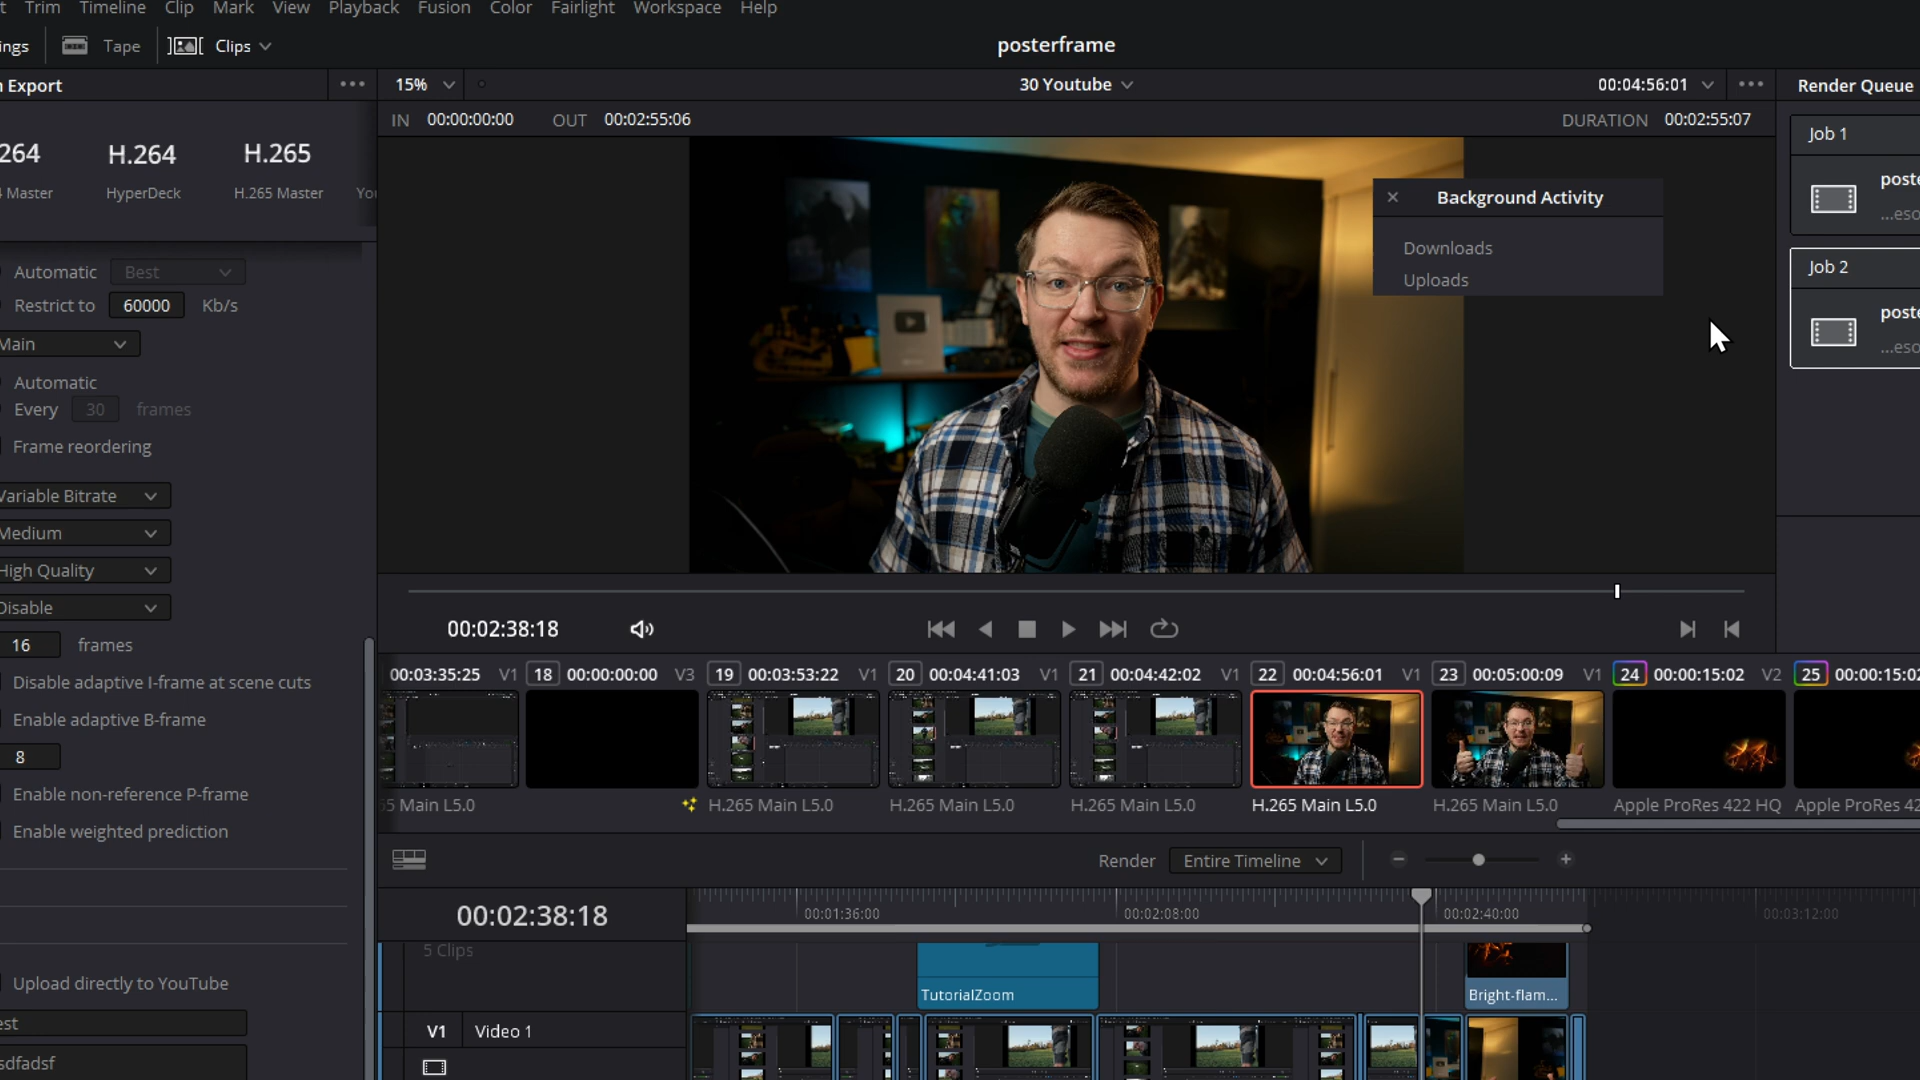 t Trim Timeline Clip Mark View Playback Fusion Color Fairlight Workspace Help
ings Tape Clips posterframe
Export 15% 30 Youtube 00:04:56:01 Render Queue
IN 00:00:00:00 OUT 00:02:55:06 DURATION 00:02:55:07
264 H.264 H.265
Master HyperDeck H.265 Master You
Job 1
poste
...eso
Job 2
poste
...eso
Background Activity
Downloads
Uploads
Automatic Best
Restrict to 60000 Kb/s
Main
Automatic
Every 30 frames
Frame reordering
Variable Bitrate
Medium
High Quality
Disable
16 frames
Disable adaptive I-frame at scene cuts
Enable adaptive B-frame
8
Enable non-reference P-frame
Enable weighted prediction
Upload directly to YouTube
est
sdfadsf
00:02:38:18
00:03:35:25 V1 18 00:00:00:00 V3 19 00:03:53:22 V1 20 00:04:41:03 V1 21 00:04:42:02 V1 22 00:04:56:01 V1 23 00:05:00:09 V1 24 00:00:15:02 V2 25 00:00:15:02
5 Main L5.0 H.265 Main L5.0 H.265 Main L5.0 H.265 Main L5.0 H.265 Main L5.0 H.265 Main L5.0 Apple ProRes 422 HQ Apple ProRes 42
Render Entire Timeline
00:02:38:18 00:01:36:00 00:02:08:00 00:02:40:00 00:03:12:00
5 Clips
TutorialZoom Bright-flam...
V1 Video 1